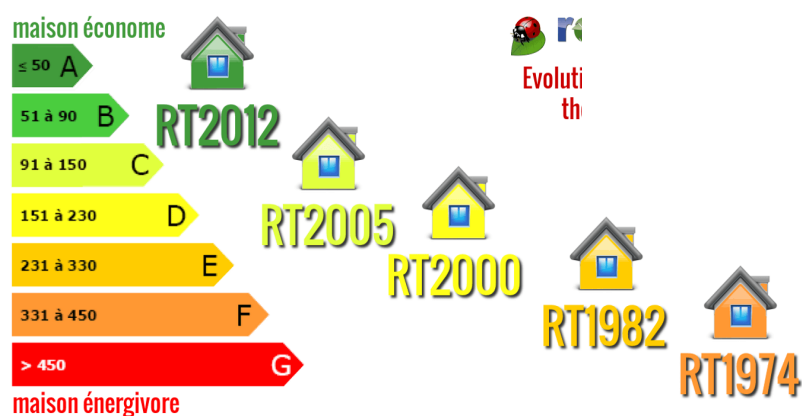 maison économe
≤ 50 A
51 à 90 B
91 à 150 C
151 à 230 D
231 à 330 E
331 à 450 F
> 450 G
maison énergivore
RT2012
RT2005
RT2000
RT1982
RT1974